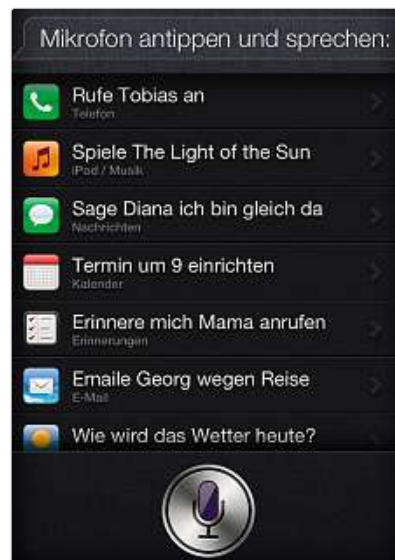 Mikrofon antippen und sprechen:
Rufe Tobias an
Telefon
Spiele The Light of the Sun
iPod / Musik
Sage Diana ich bin gleich da
Nachrichten
Termin um 9 einrichten
Kalender
Erinnere mich Mama anrufen
Erinnerungen
Emaile Georg wegen Reise
E-Mail
Wie wird das Wetter heute?